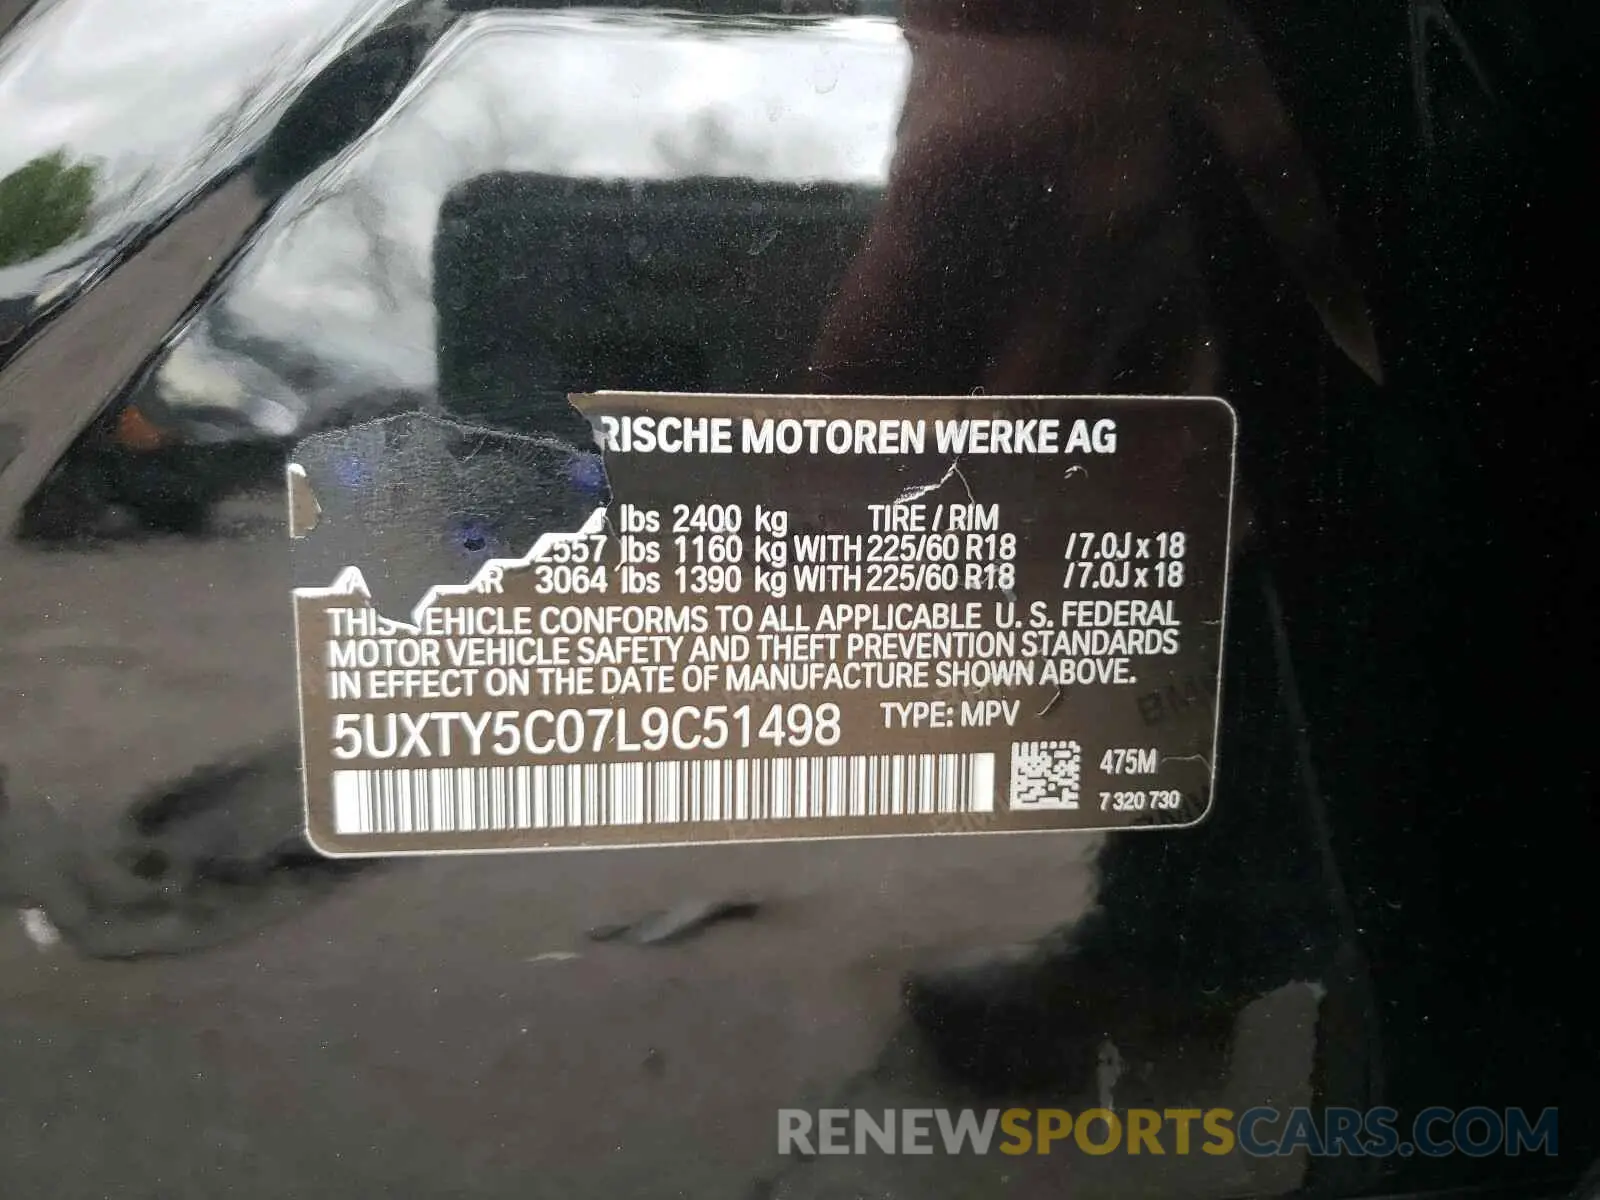 RISCHE MOTOREN WERKE AG
lbs 2400 kg TIRE / RIM
2557 lbs 1160 kg WITH 225/60 R18 /7.0J x 18
3064 lbs 1390 kg WITH 225/60 R18 /7.0J x 18
THIS VEHICLE CONFORMS TO ALL APPLICABLE U. S. FEDERAL
MOTOR VEHICLE SAFETY AND THEFT PREVENTION STANDARDS
IN EFFECT ON THE DATE OF MANUFACTURE SHOWN ABOVE.
5UXTY5C07L9C51498 TYPE: MPV
475M
7 320 730
RENEWSPORTSCARS.COM